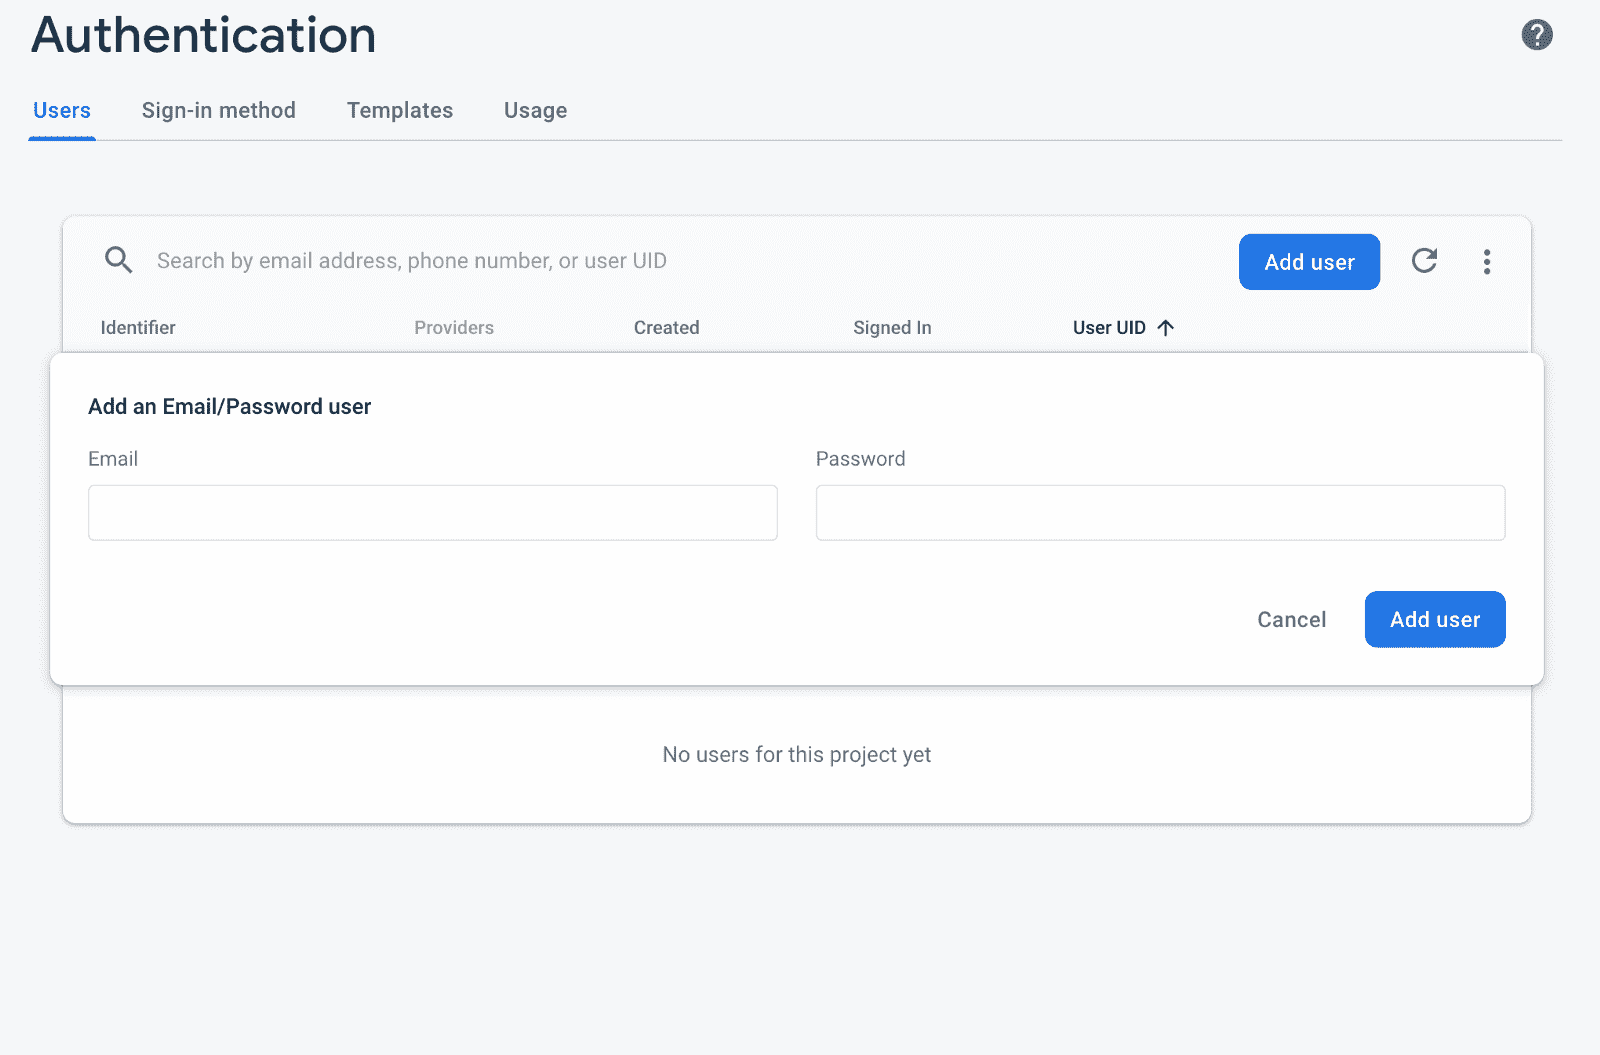 Authentication
Users Sign-in method Templates Usage
Search by email address, phone number, or user UID Add user
Identifier Providers Created Signed In User UID
Add an Email/Password user
Email Password
Cancel Add user
No users for this project yet